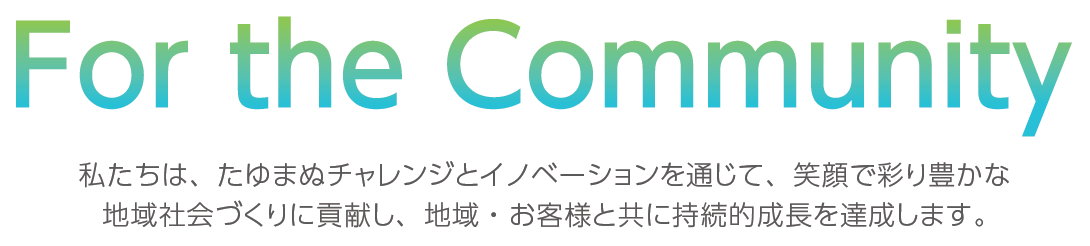 For the Community
私たちは、たゆまぬチャレンジとイノベーションを通じて、笑顔で彩り豊かな
地域社会づくりに貢献し、地域・お客様と共に持続的成長を達成します。